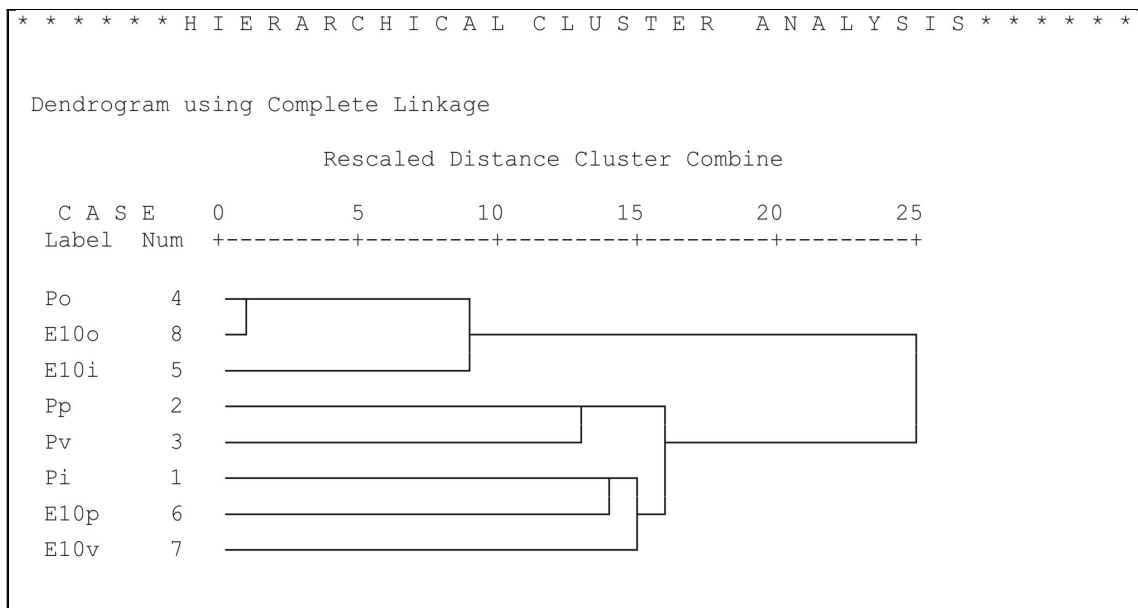 * * * * * * H I E R A R C H I C A L  C L U S T E R   A N A L Y S I S * * * * * *
Dendrogram using Complete Linkage
Rescaled Distance Cluster Combine
C A S E    0         5        10        15        20        25
Label  Num  +---------+---------+---------+---------+---------+
Po         4
E10o       8
E10i       5
Pp         2
Pv         3
Pi         1
E10p       6
E10v       7